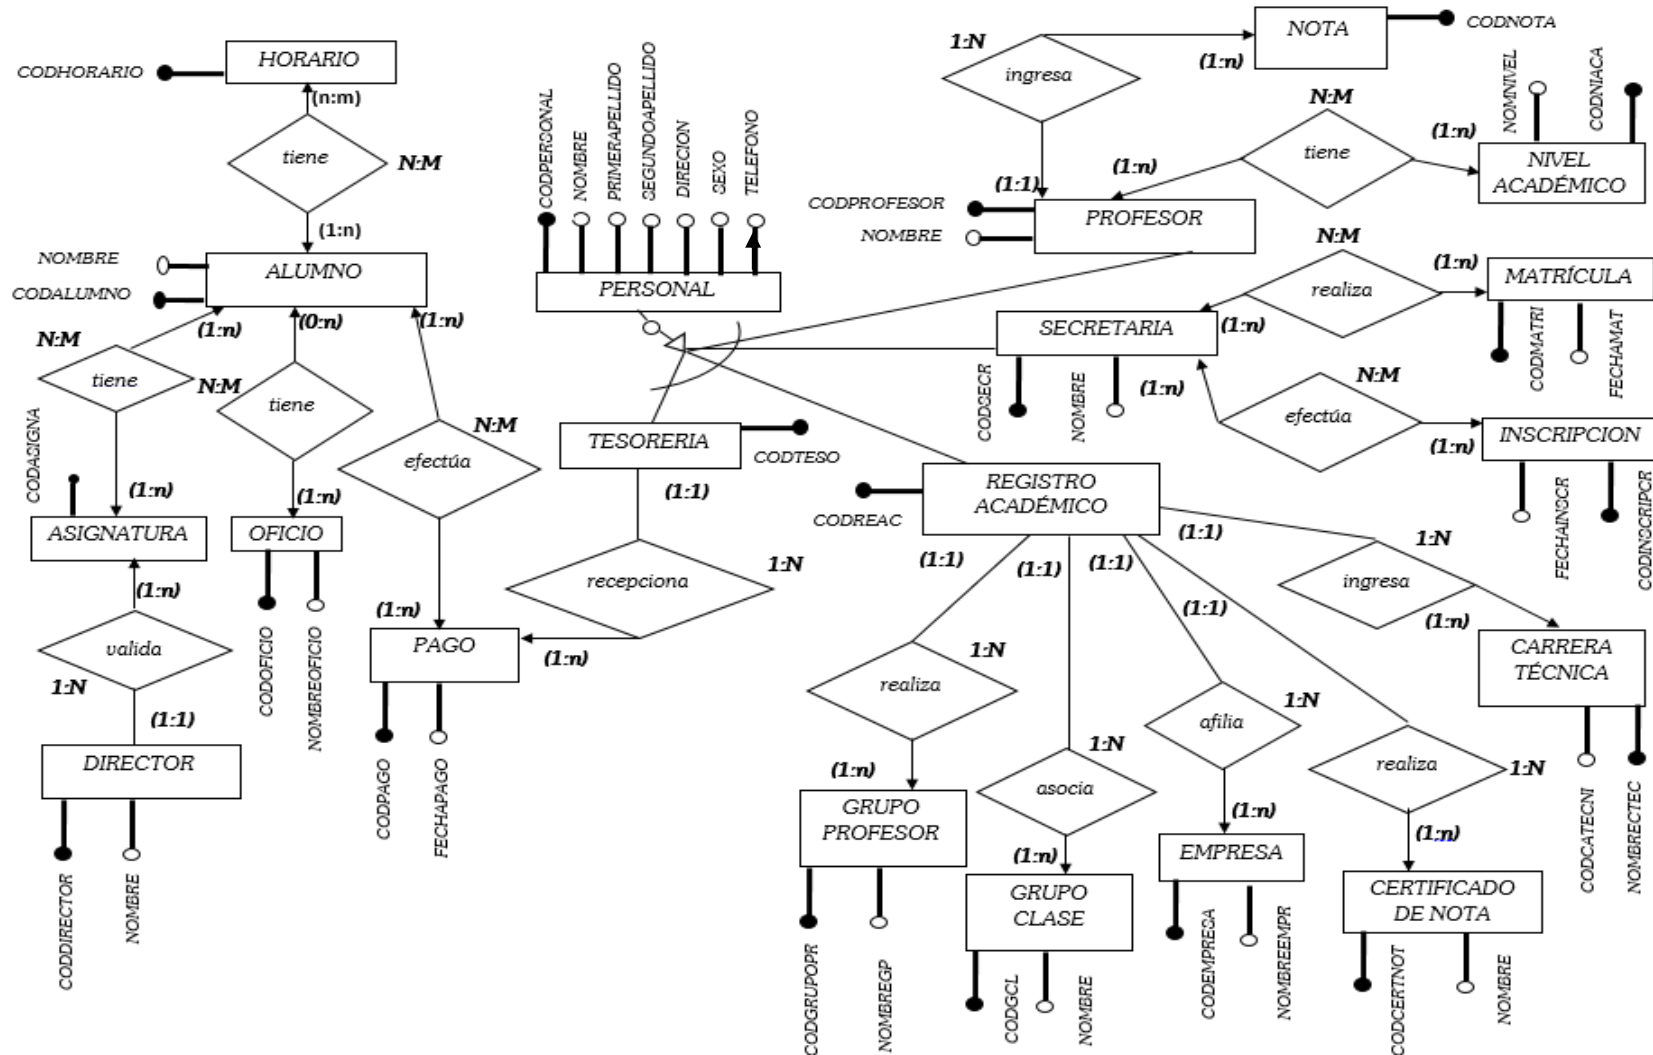 HORARIO
CODHORARIO
(n:m)
tiene
N:M
(1:n)
NOMBRE
CODALUMNO
ALUMNO
(1:n)
(0:n)
(1:n)
N:M
tiene
N:M
tiene
N:M
efectúa
CODASIGNA
(1:n)
(1:n)
(1:n)
ASIGNATURA
OFICIO
CODOFICIO
NOMBREOFICIO
(1:n)
valida
1:N
(1:1)
DIRECTOR
CODDIRECTOR
NOMBRE
PAGO
CODPAGO
FECHAPAGO
CODPERSONAL
NOMBRE
PRIMERAPELLIDO
SEGUNDOAPELLIDO
DIRECION
SEXO
TELEFONO
PERSONAL
TESORERIA
CODTESO
(1:1)
recepciona
1:N
(1:n)
NOTA
CODNOTA
1:N
ingresa
(1:n)
(1:1)
CODPROFESOR
NOMBRE
PROFESOR
N:M
tiene
(1:n)
(1:n)
NOMNIVEL
CODNIACA
NIVEL
ACADÉMICO
N:M
realiza
(1:n)
(1:n)
MATRÍCULA
CODMATRI
FECHAMAT
SECRETARIA
CODSECR
NOMBRE
(1:n)
N:M
efectúa
(1:n)
INSCRIPCION
FECHAINSCR
CODINSCRIPCR
REGISTRO
ACADÉMICO
CODREAC
(1:1)
(1:1)
(1:1)
(1:1)
(1:1)
1:N
ingresa
(1:n)
CARRERA
TÉCNICA
CODCATECNI
NOMBRECTEC
1:N
realiza
(1:n)
GRUPO
PROFESOR
CODGRUPOPR
NOMBREGP
1:N
asocia
(1:n)
GRUPO
CLASE
CODGCL
NOMBRE
1:N
afilia
(1:n)
EMPRESA
CODEMPRESA
NOMBREEMPR
realiza
1:N
(1:n)
CERTIFICADO
DE NOTA
CODCERTNOT
NOMBRE